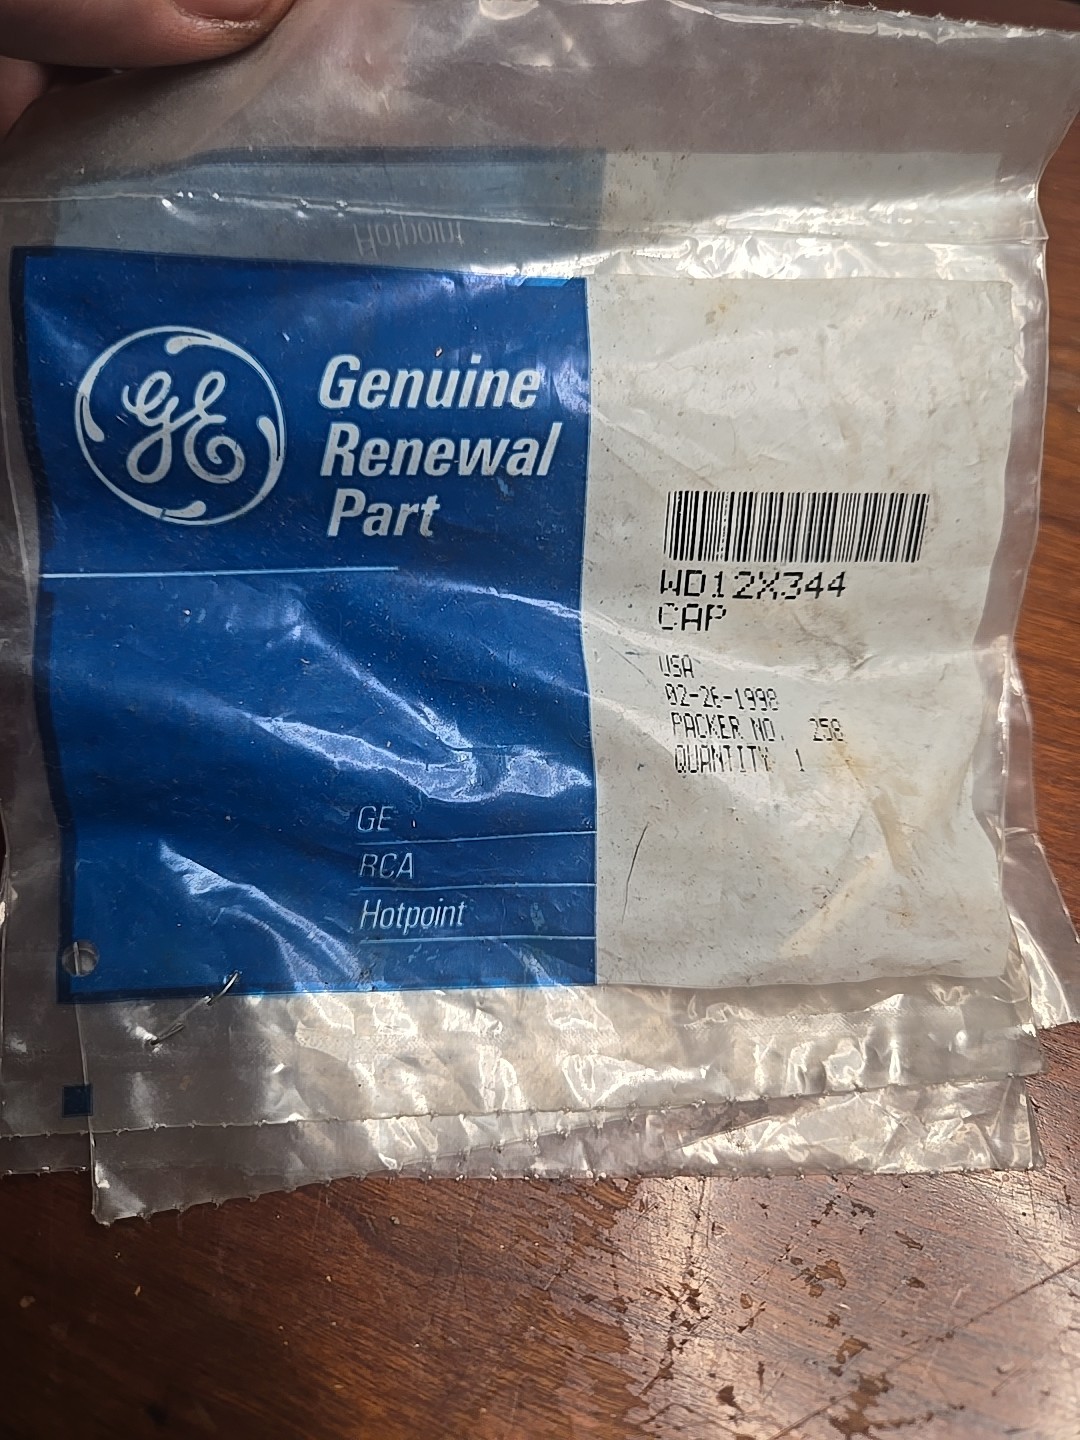 Hotpoint
GE
Genuine
Renewal
Part
WD12X344
CAP
USA
02-26-1998
PACKER NO. 258
QUANTITY 1
GE
RCA
Hotpoint